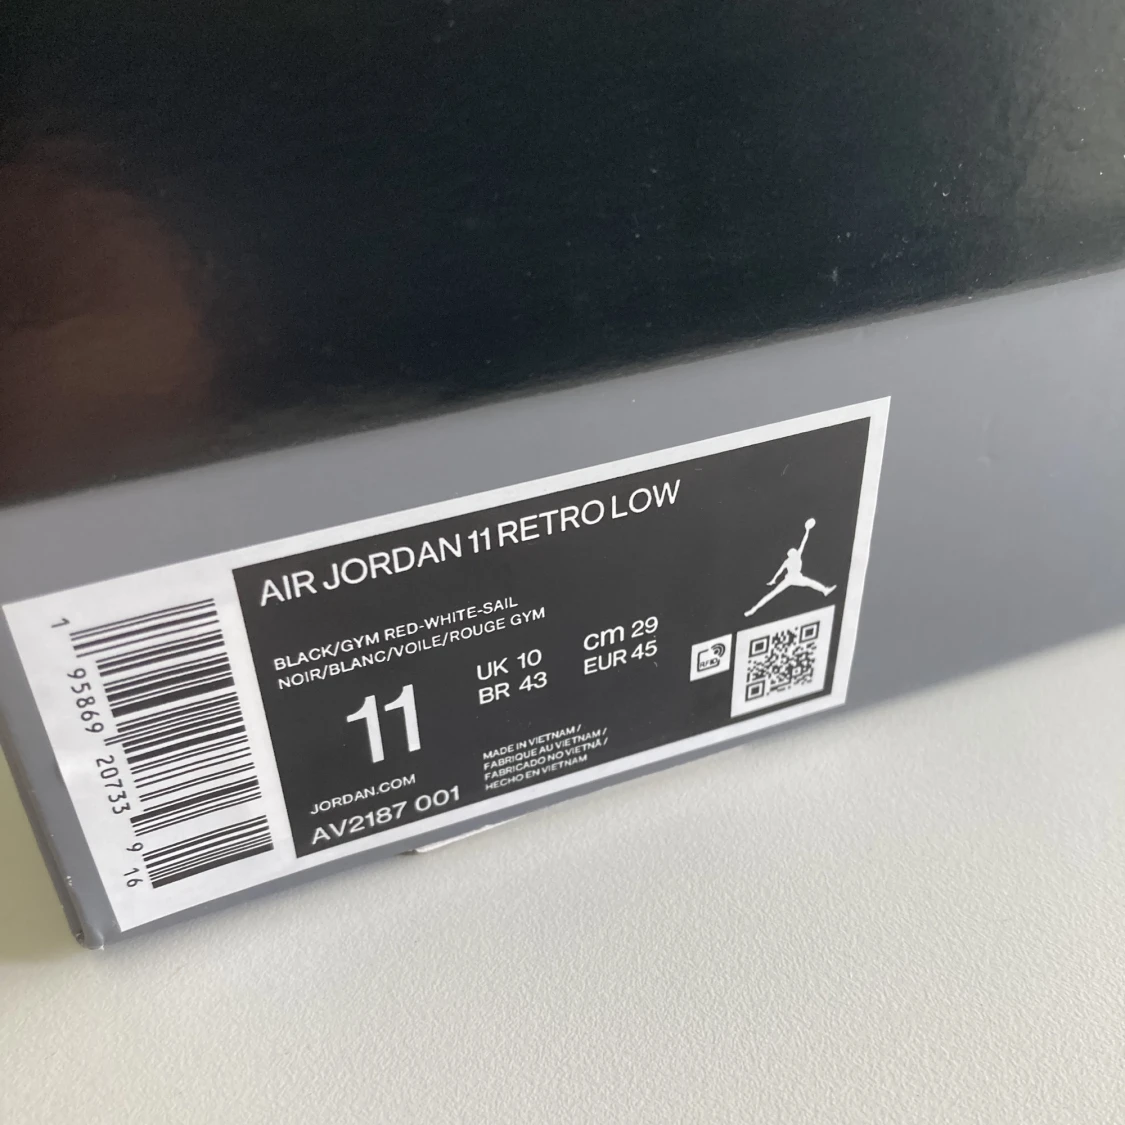 AIR JORDAN 11 RETRO LOW
BLACK/GYM RED-WHITE-SAIL
NOIR/BLANC/VOILE/ROUGE GYM
11
UK 10
BR 43
cm 29
EUR 45
RFID
JORDAN.COM
AV2187 001
MADE IN VIETNAM /
FABRIQUE AU VIETNAM /
FABRICADO NO VIETNÃ /
HECHO EN VIETNAM
1 95869 20733 9 16